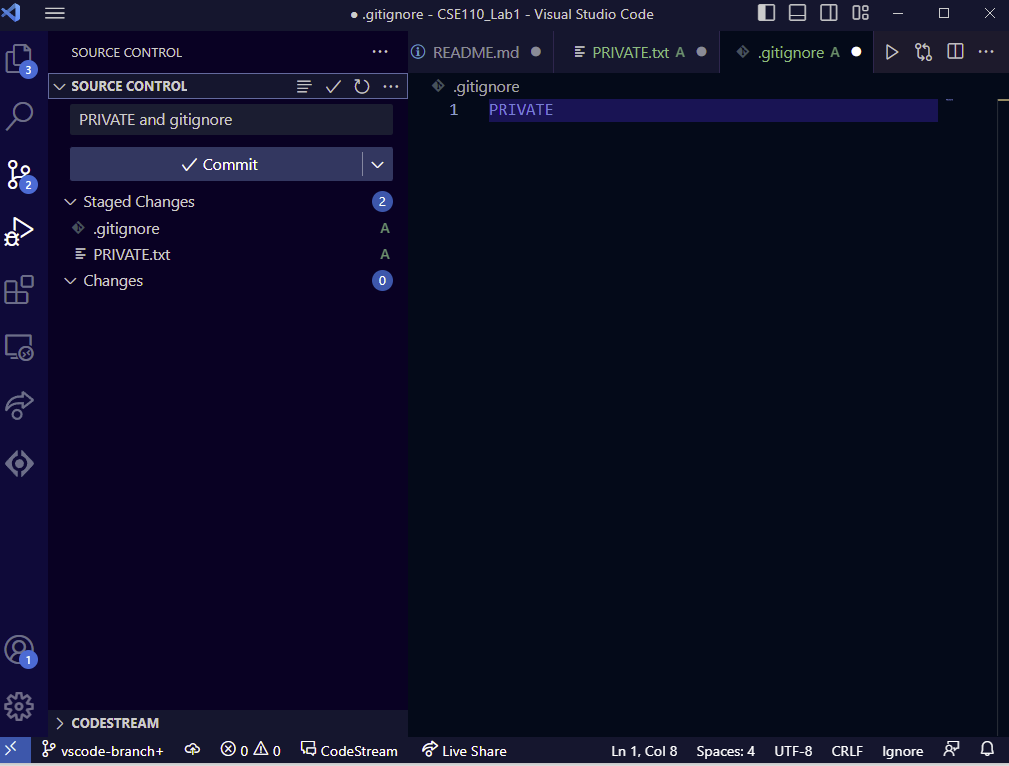 .gitignore - CSE110_Lab1 - Visual Studio Code
3
2
1
SOURCE CONTROL
SOURCE CONTROL
PRIVATE and gitignore
Commit
Staged Changes 2
.gitignore A
PRIVATE.txt A
Changes 0
CODESTREAM
README.md PRIVATE.txt A .gitignore A
.gitignore
1 PRIVATE
vscode-branch+ 0 0 CodeStream Live Share Ln 1, Col 8 Spaces: 4 UTF-8 CRLF Ignore